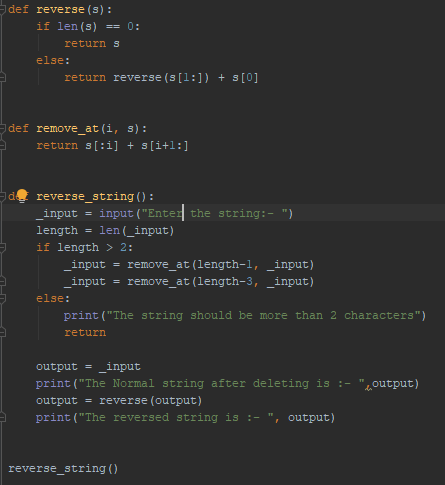 def reverse(s):
    if len(s) == 0:
        return s
    else:
        return reverse(s[1:]) + s[0]
def remove_at(i, s):
    return s[:i] + s[i+1:]
def reverse_string():
    _input = input("Enter the string:- ")
    length = len(_input)
    if length > 2:
        _input = remove_at(length-1, _input)
        _input = remove_at(length-3, _input)
    else:
        print("The string should be more than 2 characters")
        return
    output = _input
    print("The Normal string after deleting is :- ",output)
    output = reverse(output)
    print("The reversed string is :- ", output)
reverse_string()